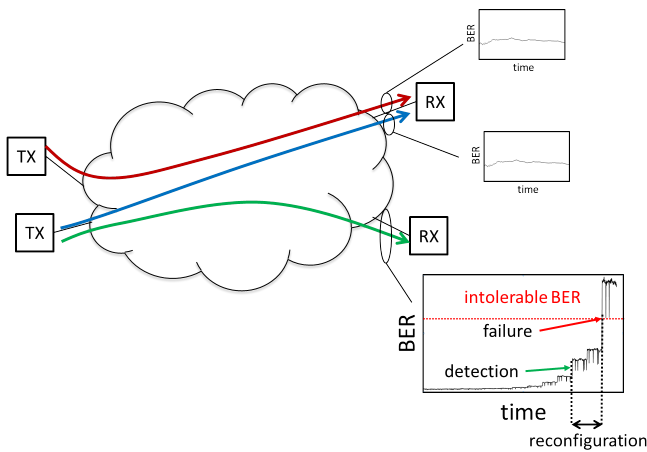 BER
time
RX
TX
BER
time
TX
RX
intolerable BER
BER
failure
detection
time
reconfiguration